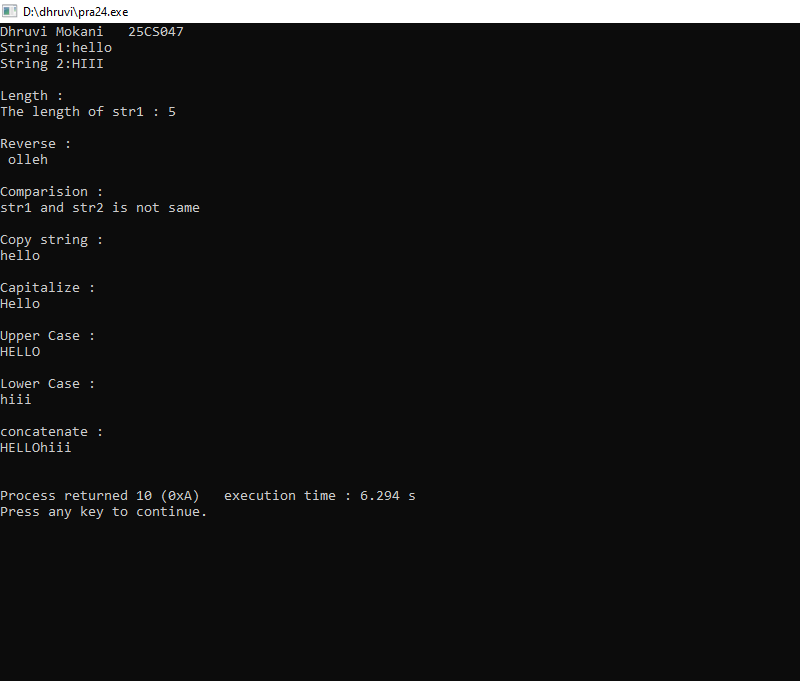 D:\dhruvi\pra24.exe
Dhruvi Mokani   25CS047
String 1:hello
String 2:HIII

Length :
The length of str1 : 5

Reverse :
 olleh

Comparision :
str1 and str2 is not same

Copy string :
hello

Capitalize :
Hello

Upper Case :
HELLO

Lower Case :
hiii

concatenate :
HELLOhiii

Process returned 10 (0xA)   execution time : 6.294 s
Press any key to continue.